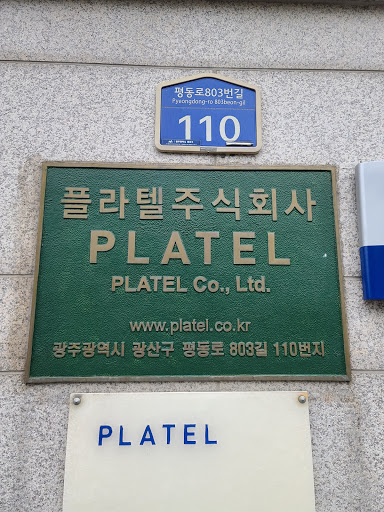 평동로803번길
Pyeongdong-ro 803beon-gil
110
플라텔주식회사
PLATEL
PLATEL Co., Ltd.
www.platel.co.kr
광주광역시 광산구 평동로 803길 110번지
PLATEL